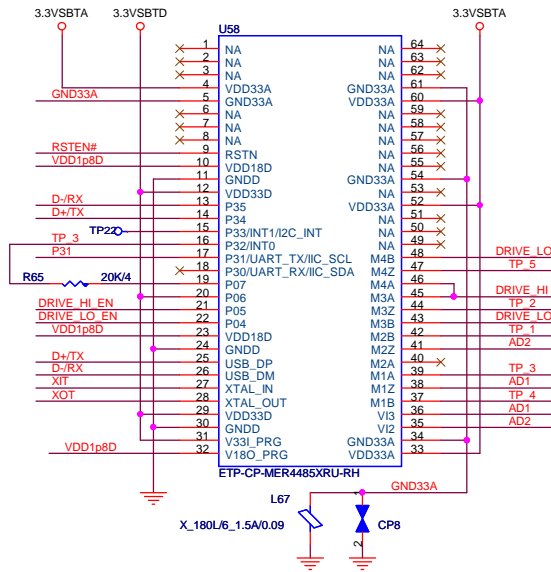 3.3VSBTA 3.3VSBTD 3.3VSBTA
U58
1 NA NA 64
2 NA NA 63
3 NA NA 62
4 VDD33A GND33A 61
GND33A 5 GND33A VDD33A 60
6 NA NA 59
7 NA NA 58
8 NA NA 57
RSTEN# 9 RSTN NA 56
VDD1p8D 10 VDD18D NA 55
11 GNDD GND33A 54
12 VDD33D NA 53
D-/RX 13 P35 VDD33A 52
D+/TX 14 P34 NA 51
TP22 15 P33/INT1/I2C_INT NA 50
TP_3 16 P32/INT0 NA 49
P31 17 P31/UART_TX/IIC_SCL M4B 48 DRIVE_LO
18 P30/UART_RX/IIC_SDA M4Z 47 TP_5
R65 20K/4 19 P07 M4A 46
20 P06 M3A 45 DRIVE_HI
DRIVE_HI_EN 21 P05 M3Z 44 TP_2
DRIVE_LO_EN 22 P04 M3B 43 DRIVE_LO
VDD1p8D 23 VDD18D M2B 42 TP_1
24 GNDD M2Z 41 AD2
D+/TX 25 USB_DP M2A 40
D-/RX 26 USB_DM M1A 39 TP_3
XIT 27 XTAL_IN M1Z 38 AD1
XOT 28 XTAL_OUT M1B 37 TP_4
29 VDD33D VI3 36 AD1
30 GNDD VI2 35 AD2
31 V33I_PRG GND33A 34
VDD1p8D 32 V18O_PRG VDD33A 33
ETP-CP-MER4485XRU-RH
GND33A
L67
X_180L/6_1.5A/0.09 CP8
2